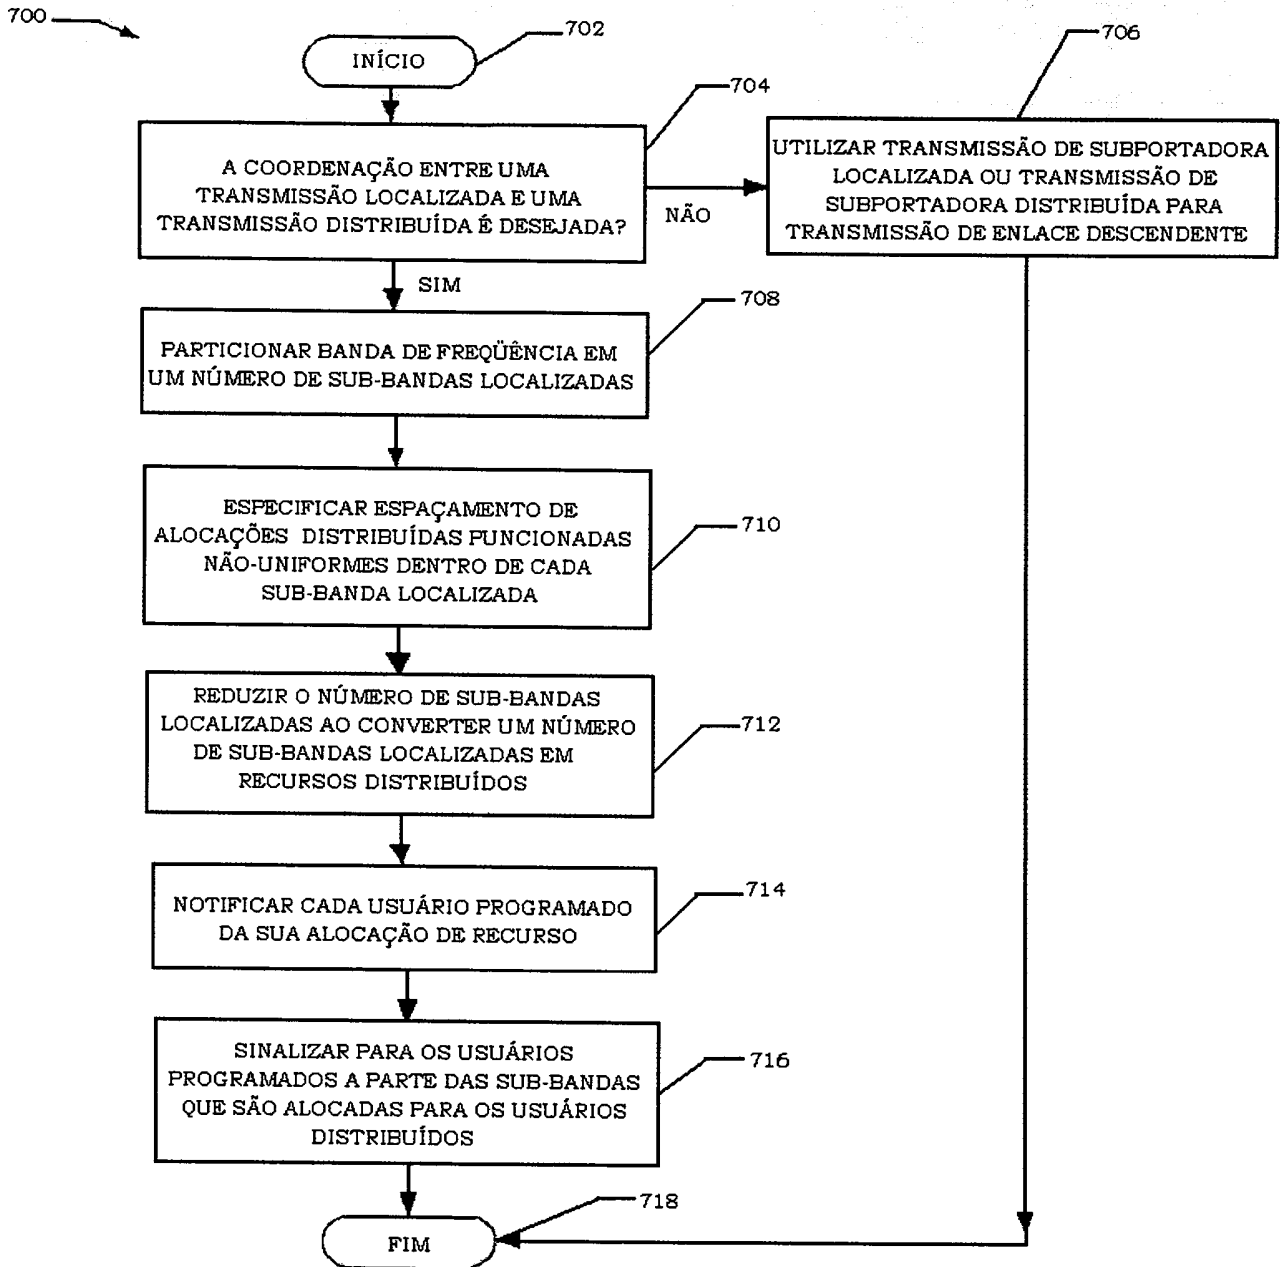 700
INÍCIO
702
706
704
A COORDENAÇÃO ENTRE UMA
TRANSMISSÃO LOCALIZADA E UMA
TRANSMISSÃO DISTRIBUÍDA É DESEJADA?
NÃO
UTILIZAR TRANSMISSÃO DE SUBPORTADORA
LOCALIZADA OU TRANSMISSÃO DE
SUBPORTADORA DISTRIBUÍDA PARA
TRANSMISSÃO DE ENLACE DESCENDENTE
SIM
708
PARTICIONAR BANDA DE FREQÜÊNCIA EM
UM NÚMERO DE SUB-BANDAS LOCALIZADAS
710
ESPECIFICAR ESPAÇAMENTO DE
ALOCAÇÕES DISTRIBUÍDAS PUNCIONADAS
NÃO-UNIFORMES DENTRO DE CADA
SUB-BANDA LOCALIZADA
712
REDUZIR O NÚMERO DE SUB-BANDAS
LOCALIZADAS AO CONVERTER UM NÚMERO
DE SUB-BANDAS LOCALIZADAS EM
RECURSOS DISTRIBUÍDOS
714
NOTIFICAR CADA USUÁRIO PROGRAMADO
DA SUA ALOCAÇÃO DE RECURSO
716
SINALIZAR PARA OS USUÁRIOS
PROGRAMADOS A PARTE DAS SUB-BANDAS
QUE SÃO ALOCADAS PARA OS USUÁRIOS
DISTRIBUÍDOS
718
FIM